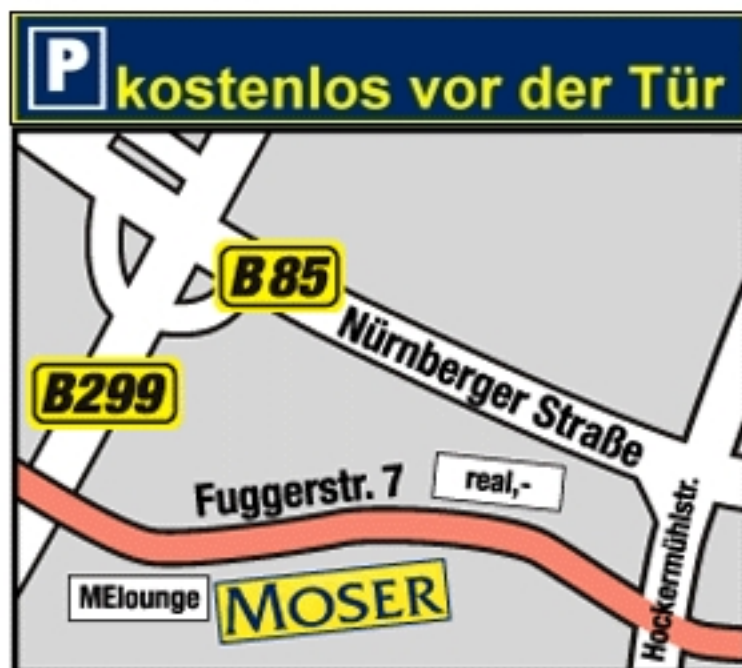 P kostenlos vor der Tür
B 85
Nürnberger Straße
B299
Fuggerstr. 7
real,-
Hockermühlstr.
MElounge
MOSER